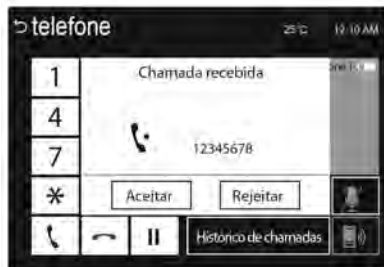 telefone
25°C
12:10 AM
1
Chamada recebida
4
7
12345678
*
Aceitar
Rejeitar
Histórico de chamadas